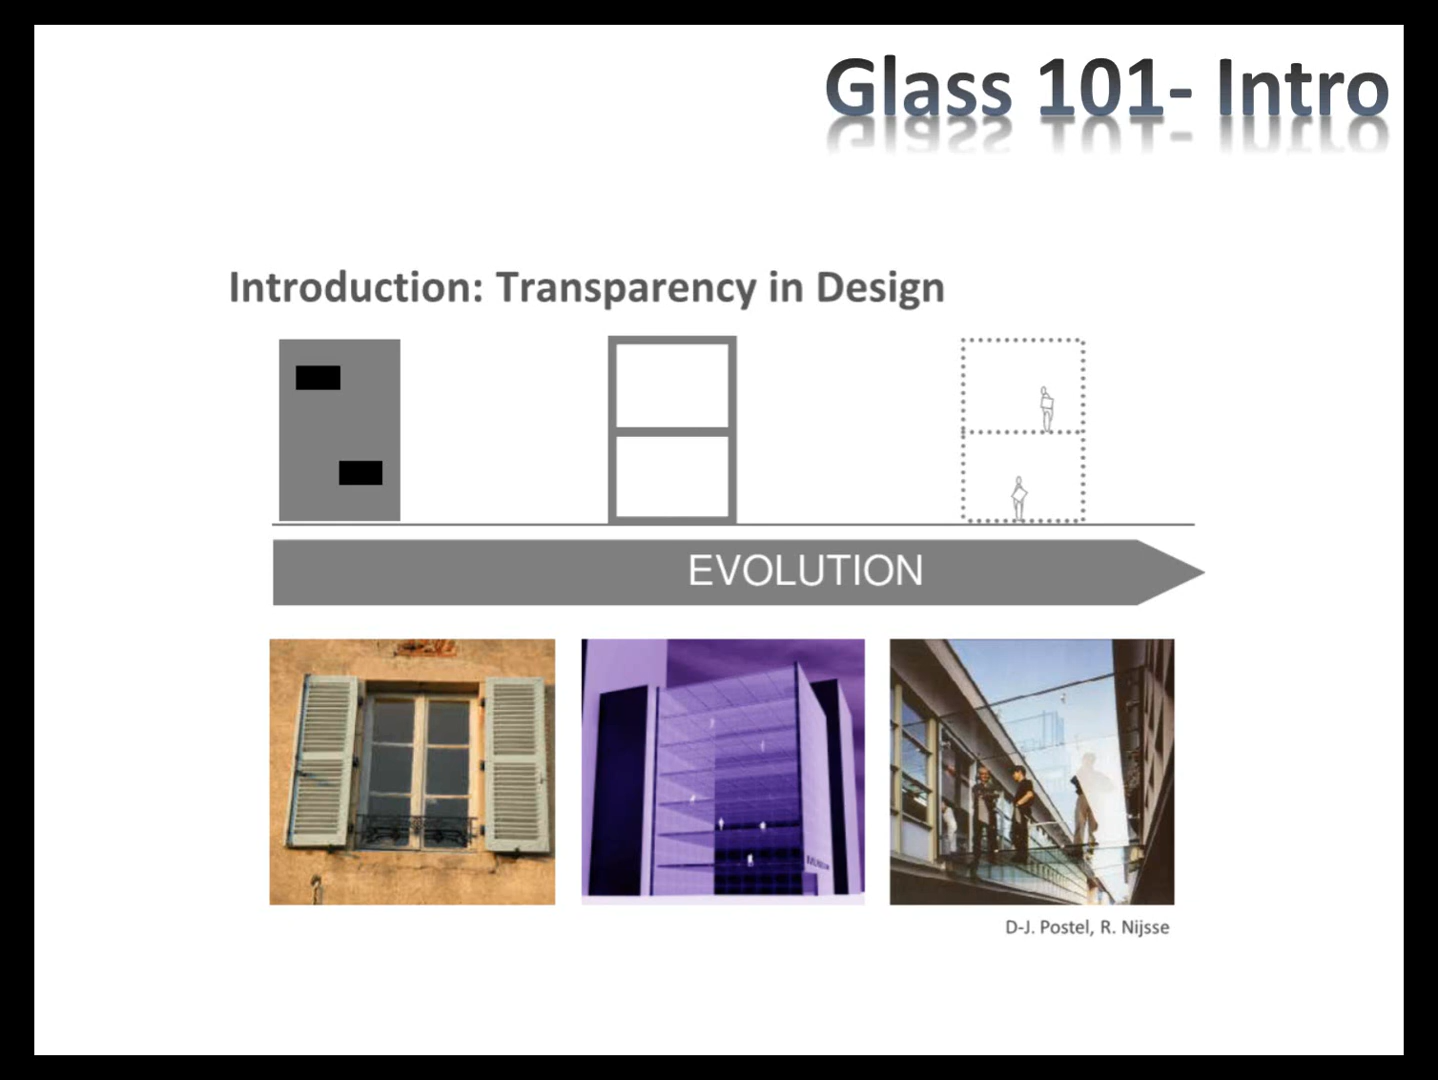 Glass 101- Intro
Introduction: Transparency in Design
EVOLUTION
D-J. Postel, R. Nijsse